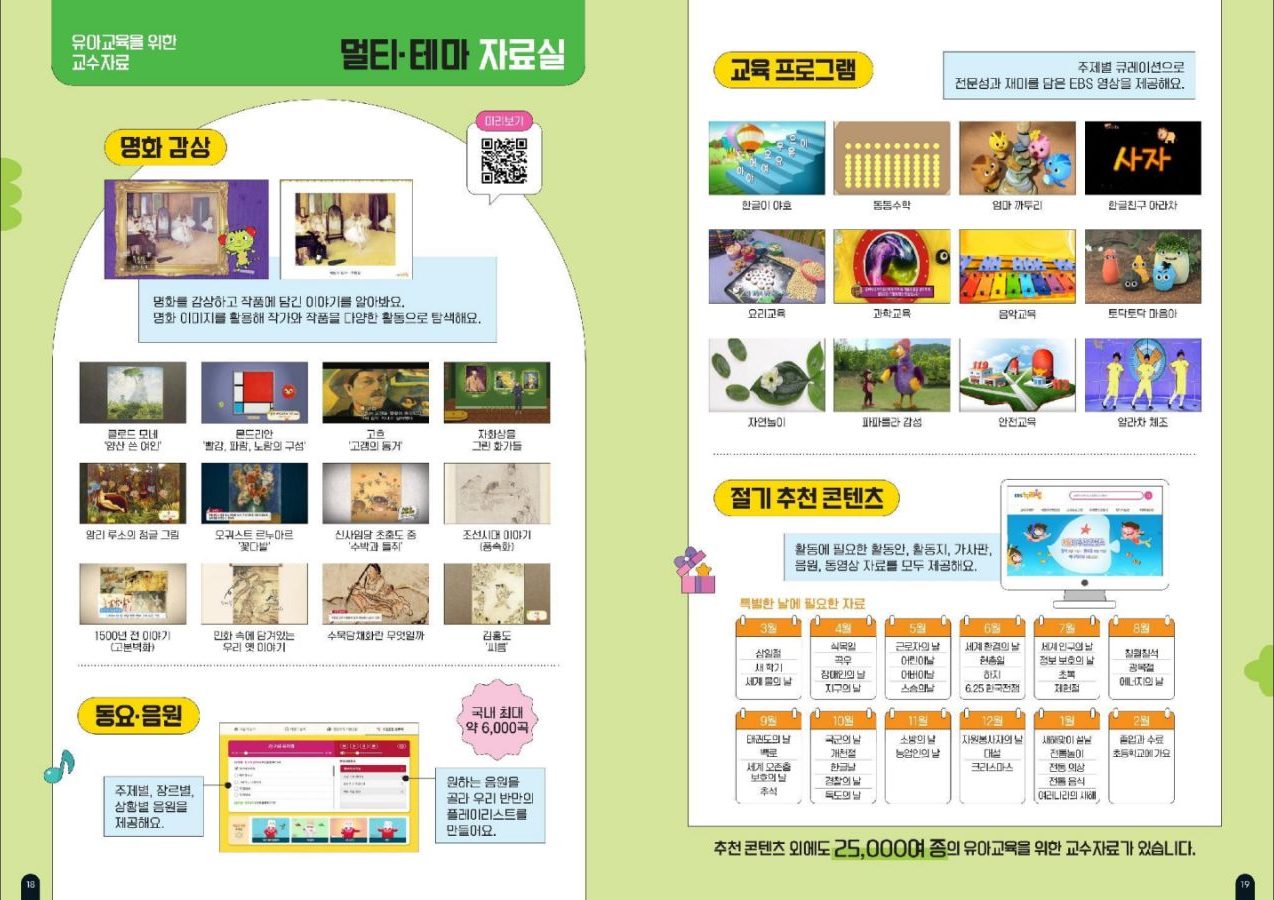 유아교육을 위한
교수자료
멀티·테마 자료실
미리보기
명화 감상
명화를 감상하고 작품에 담긴 이야기를 알아봐요.
명화 이미지를 활용해 작가와 작품을 다양한 활동으로 탐색해요.
클로드 모네
'양산 쓴 여인'
몬드리안
'빨강, 파랑, 노랑의 구성'
고흐
'고갱의 동거'
자화상을
그린 화가들
앙리 루소의 정글 그림
오귀스트 르누아르
'꽃다발'
신사임당 초충도 중
'수박과 들쥐'
조선시대 이야기
(풍속화)
1500년 전 이야기
(고분벽화)
민화 속에 담겨있는
우리 옛 이야기
수묵담채화란 무엇일까
김홍도
'씨름'
동요·음원
국내 최대
약 6,000곡
주제별, 장르별,
상황별 음원을
제공해요.
원하는 음원을
골라 우리 반만의
플레이리스트를
만들어요.
18
교육 프로그램
주제별 큐레이션으로
전문성과 재미를 담은 EBS 영상을 제공해요.
사자
한글이 야호
동동수학
엄마 까투리
한글친구 아라차
요리교육
과학교육
음악교육
토닥토닥 마음아
자연놀이
파파룰라 감성
안전교육
알라차 체조
절기 추천 콘텐츠
활동에 필요한 활동안, 활동지, 가사판,
음원, 동영상 자료를 모두 제공해요.
특별한 날에 필요한 자료
3월
삼일절
새 학기
세계 물의 날
4월
식목일
곡우
장애인의 날
지구의 날
5월
근로자의 날
어린이날
어버이날
스승의날
6월
세계 환경의 날
현충일
하지
6.25 한국전쟁
7월
세계 인구의 날
정보 보호의 날
초복
제헌절
8월
칠월칠석
광복절
에너지의 날
9월
태권도의 날
백로
세계 오존층
보호의 날
추석
10월
국군의 날
개천절
한글날
경찰의 날
독도의 날
11월
소방의 날
농업인의 날
12월
자원봉사자의 날
대설
크리스마스
1월
새해맞이 설날
전통놀이
전통 의상
전통 음식
여러나라의 새해
2월
졸업과 수료
초등학교에 가요
추천 콘텐츠 외에도 25,000여 종의 유아교육을 위한 교수자료가 있습니다.
19